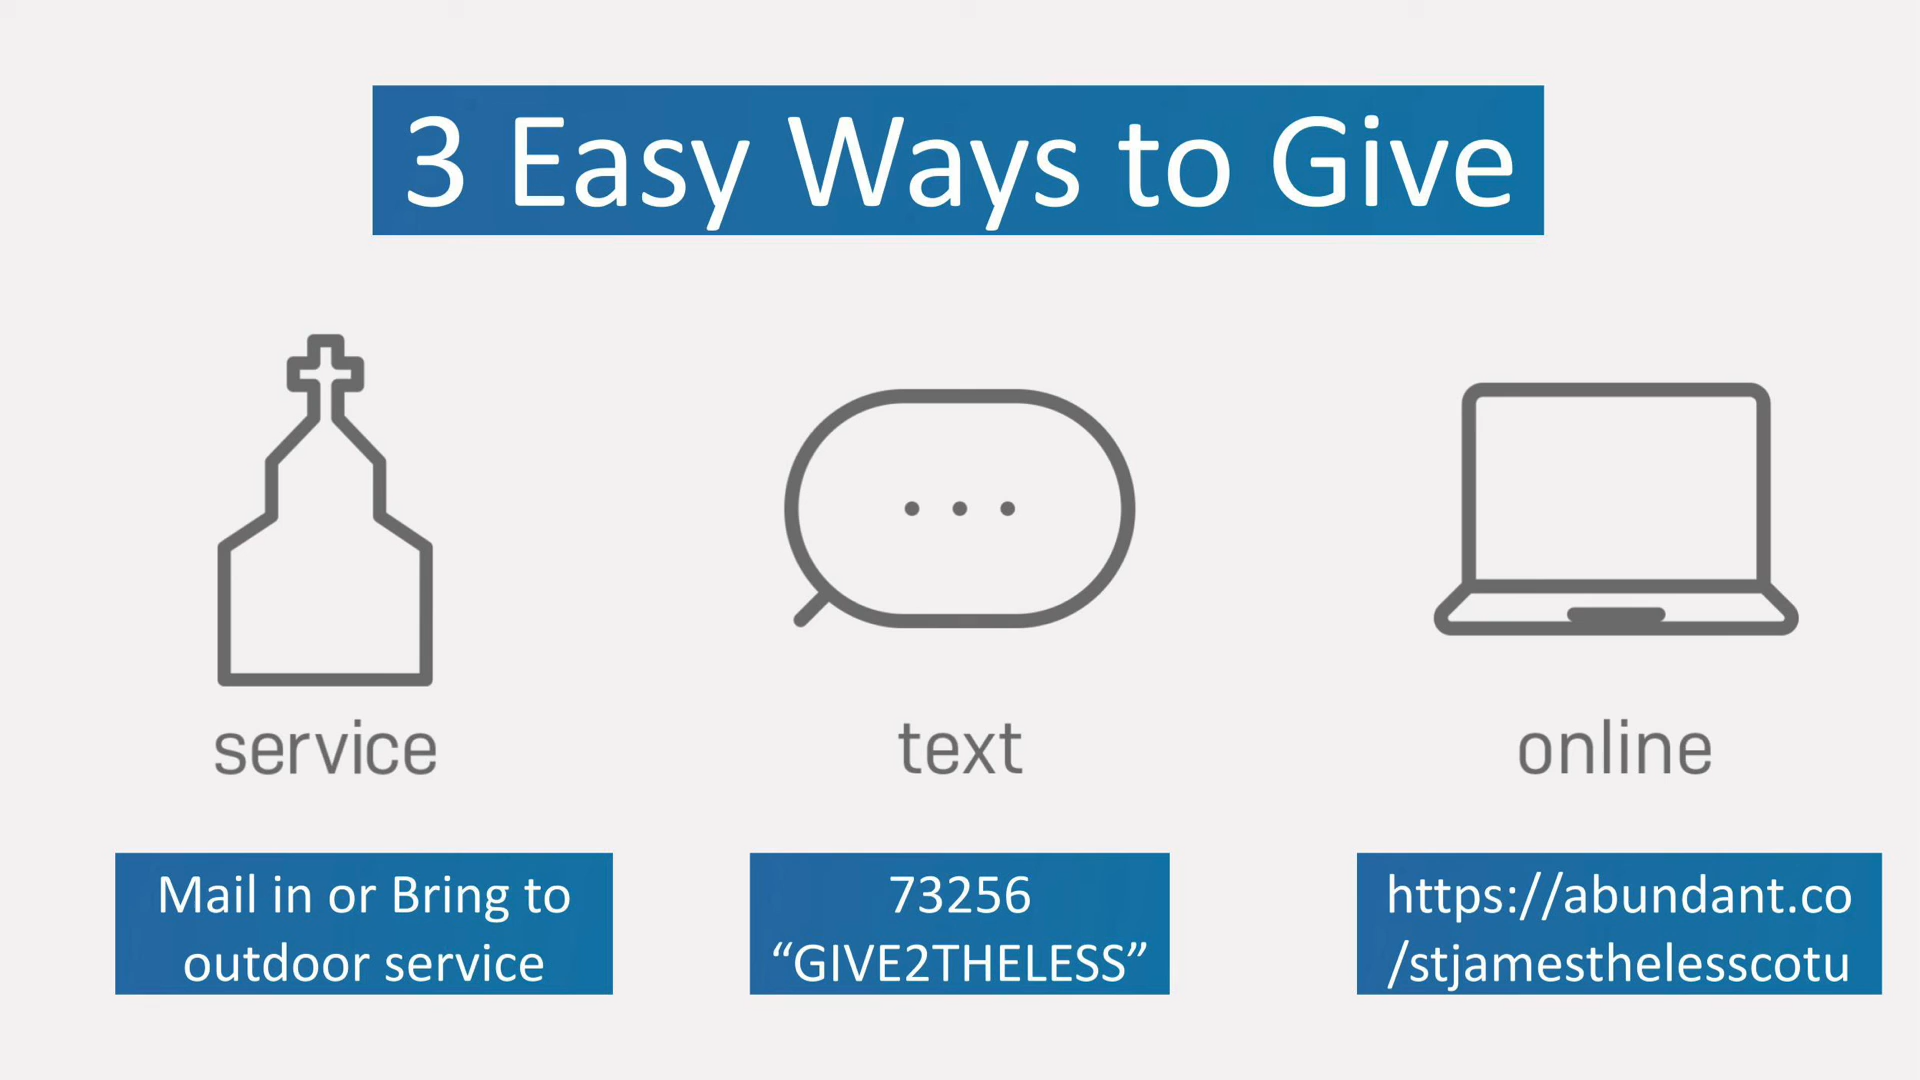 3 Easy Ways to Give
service
text
online
Mail in or Bring to
outdoor service
73256
“GIVE2THELESS”
https://abundant.co
/stjamesthelesscotu